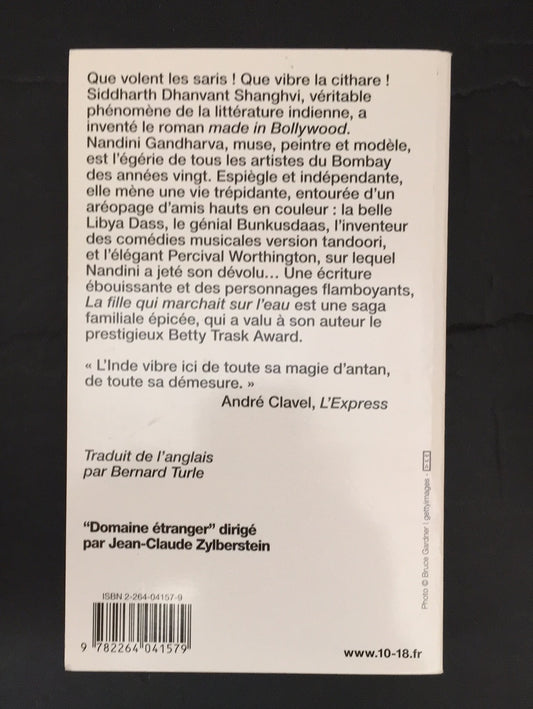 Que volent les saris ! Que vibre la cithare !
Siddharth Dhanvant Shanghvi, véritable
phénomène de la littérature indienne, a
inventé le roman made in Bollywood.
Nandini Gandharva, muse, peintre et modèle,
est l'égérie de tous les artistes du Bombay
des années vingt. Espiègle et indépendante,
elle mène une vie trépidante, entourée d'un
aréopage d'amis hauts en couleur : la belle
Libya Dass, le génial Bunkusdaas, l'inventeur
des comédies musicales version tandoori,
et l'élégant Percival Worthington, sur lequel
Nandini a jeté son dévolu... Une écriture
ébouissante et des personnages flamboyants,
La fille qui marchait sur l'eau est une saga
familiale épicée, qui a valu à son auteur le
prestigieux Betty Trask Award.
« L'Inde vibre ici de toute sa magie d'antan,
de toute sa démesure. »
André Clavel, L'Express
Traduit de l'anglais
par Bernard Turle
"Domaine étranger" dirigé
par Jean-Claude Zylberstein
ISBN 2-264-04157-9
9 782264 041579
www.10-18.fr
Photo © Bruce Gardner / gettyimages -